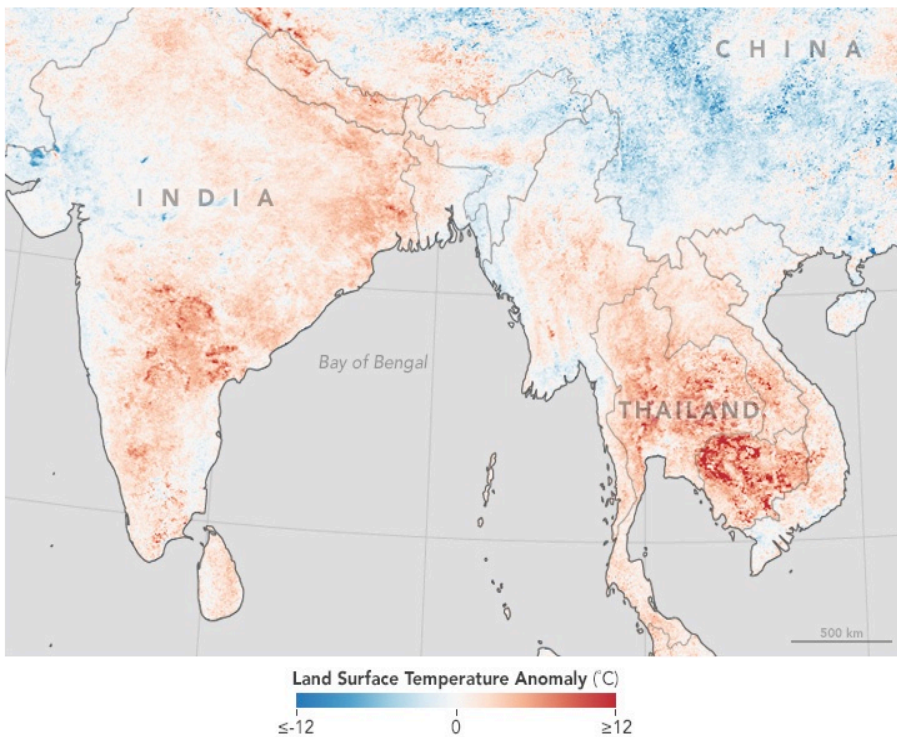 CHINA
INDIA
Bay of Bengal
THAILAND
500 km
Land Surface Temperature Anomaly (°C)
≤-12 0 ≥12